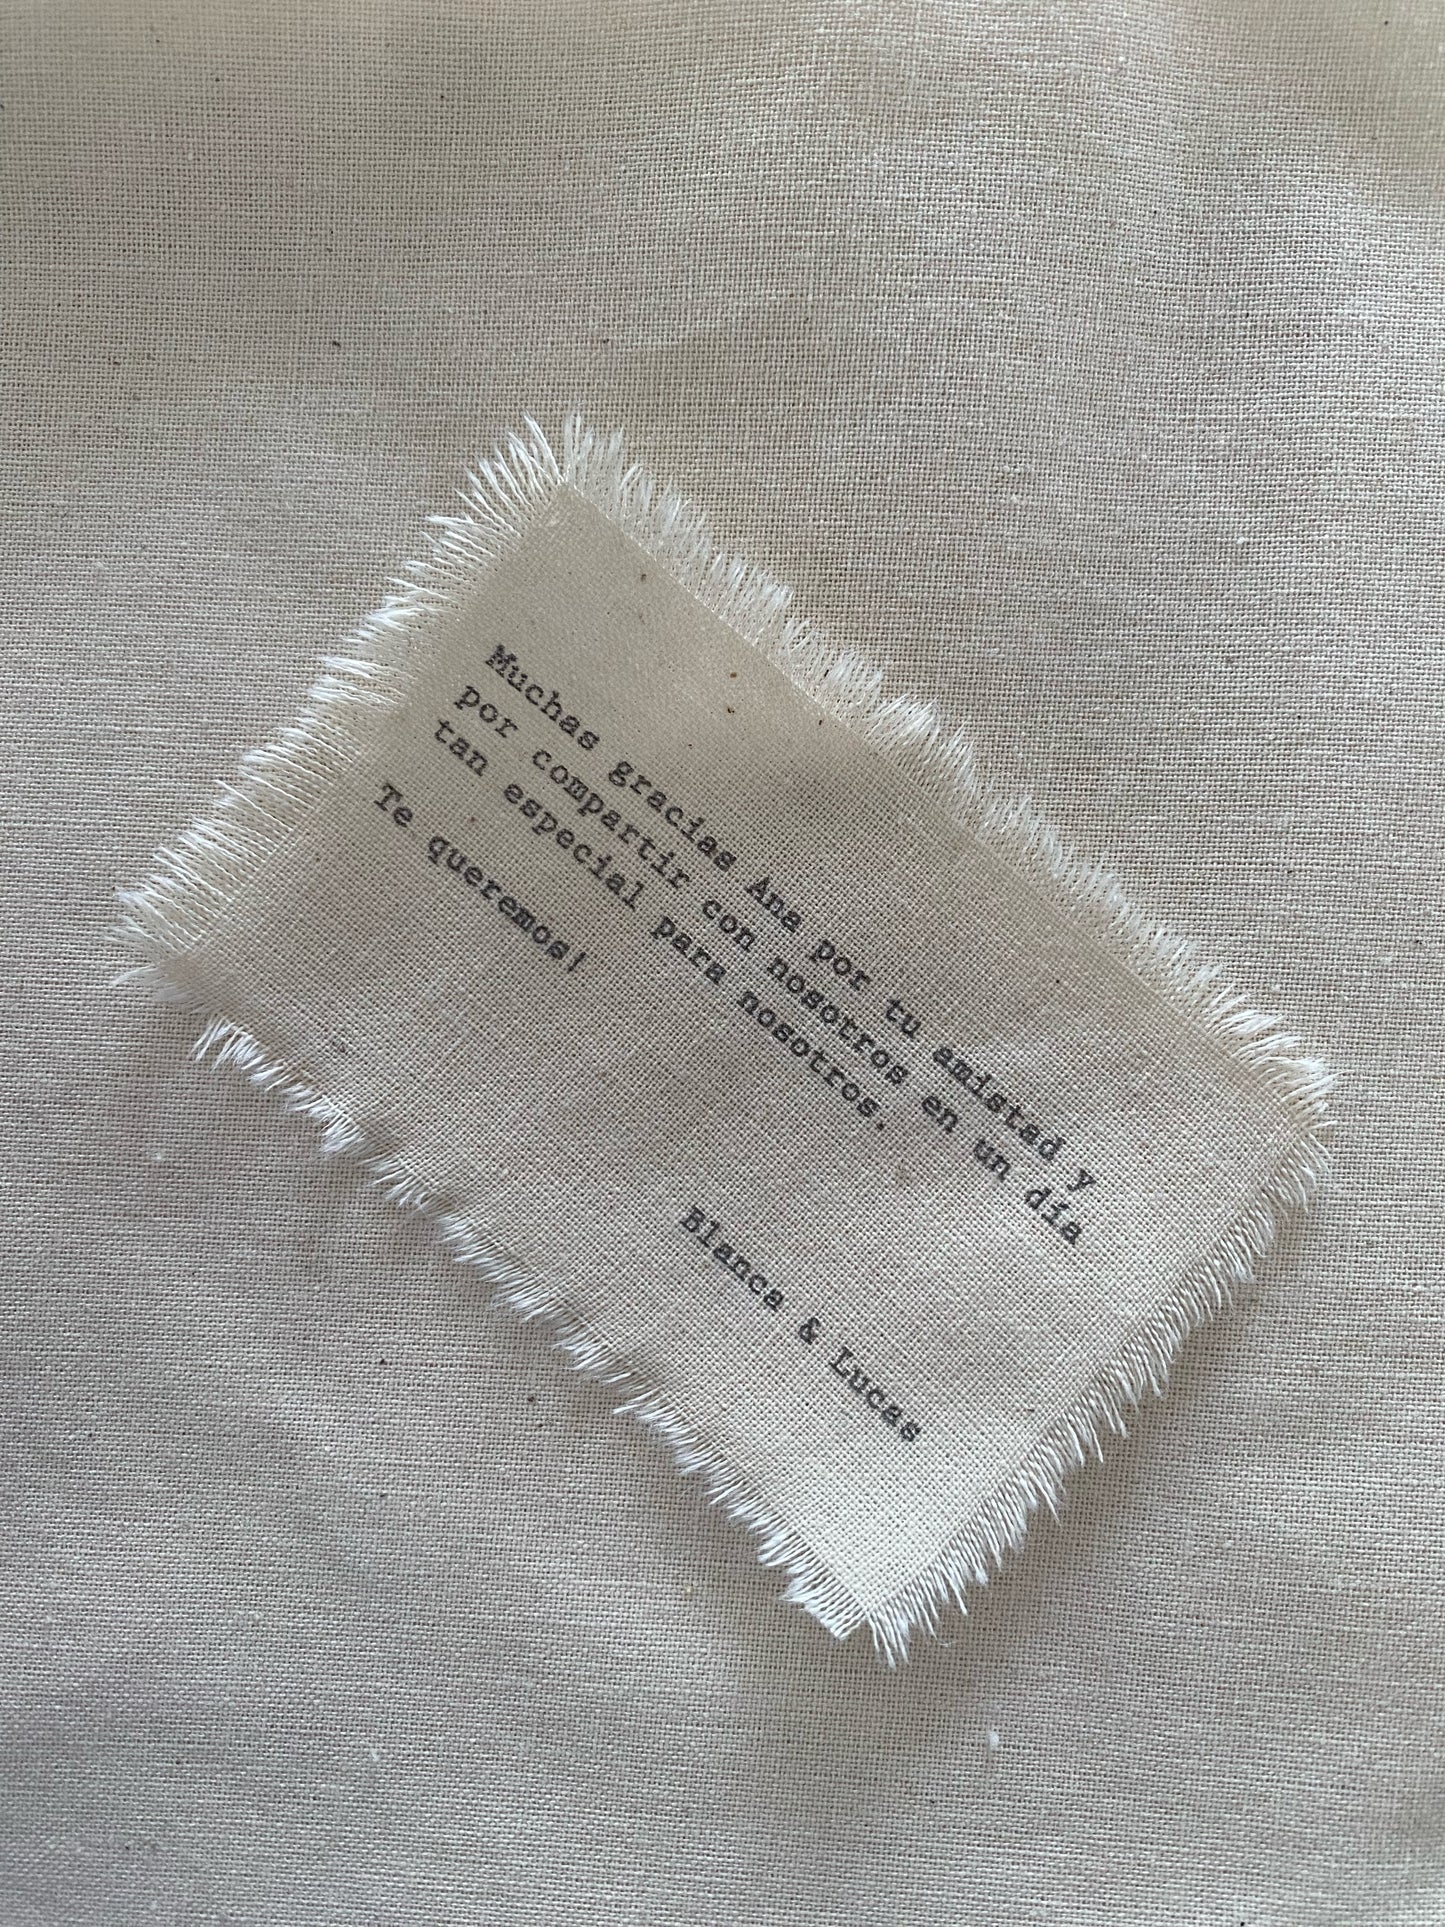 Muchas gracias Ana por tu amistad y
por compartir con nosotros en un día
tan especial para nosotros.
Te queremos!
Blanca & Lucas